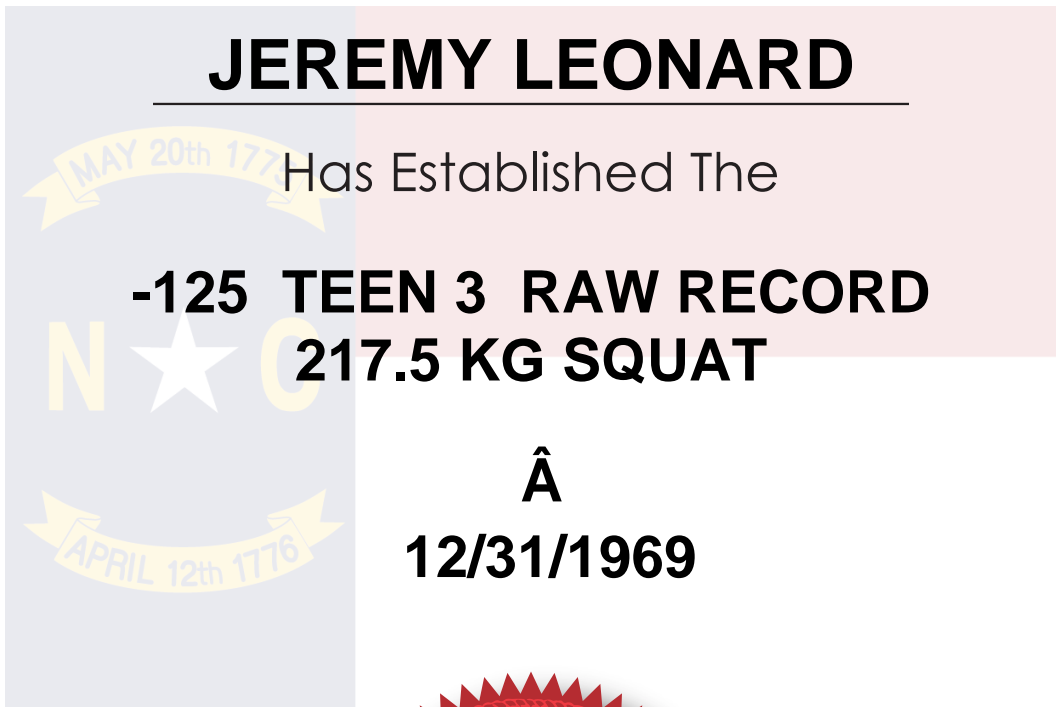 JEREMY LEONARD
MAY 20th 1775
Has Established The
-125 TEEN 3 RAW RECORD
N C
217.5 KG SQUAT
Â
12/31/1969
APRIL 12th 1776